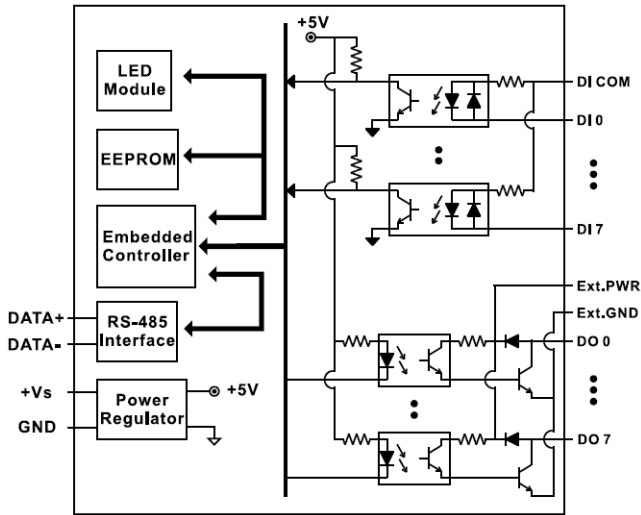 +5V
LED
Module
EEPROM
Embedded
Controller
DATA+
DATA-
RS-485
Interface
+Vs
GND
Power
Regulator
+5V
DI COM
DI 0
DI 7
Ext.PWR
Ext.GND
DO 0
DO 7